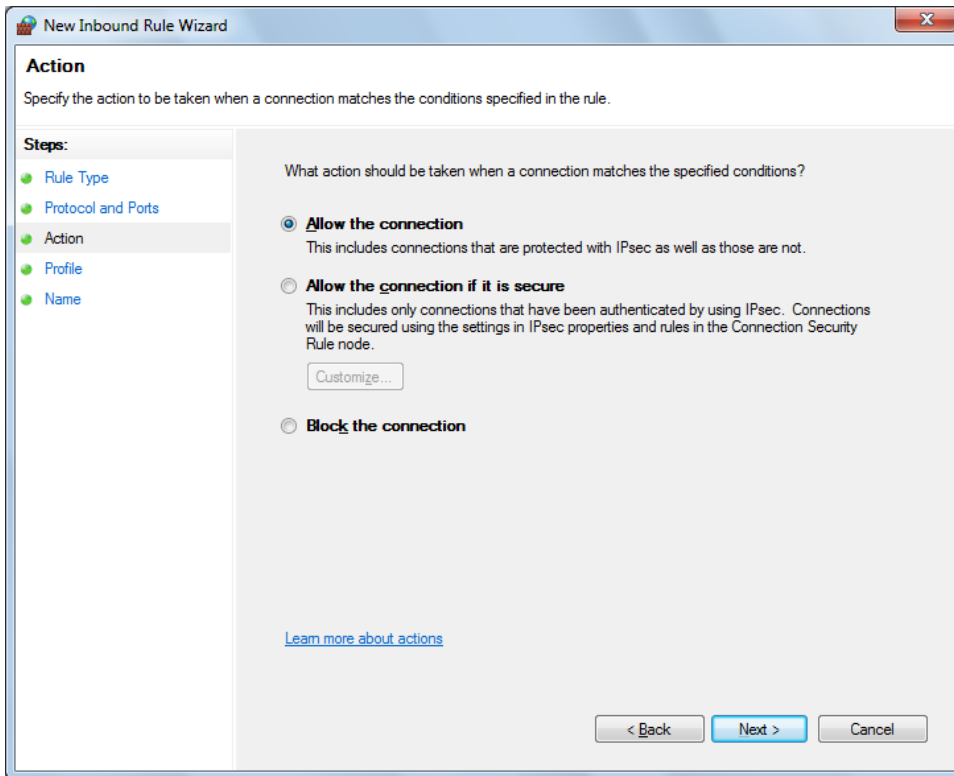 New Inbound Rule Wizard
Action
Specify the action to be taken when a connection matches the conditions specified in the rule.
Steps:
Rule Type
Protocol and Ports
Action
Profile
Name
What action should be taken when a connection matches the specified conditions?
Allow the connection
This includes connections that are protected with IPsec as well as those are not.
Allow the connection if it is secure
This includes only connections that have been authenticated by using IPsec. Connections
will be secured using the settings in IPsec properties and rules in the Connection Security
Rule node.
Customize...
Block the connection
Learn more about actions
< Back
Next >
Cancel